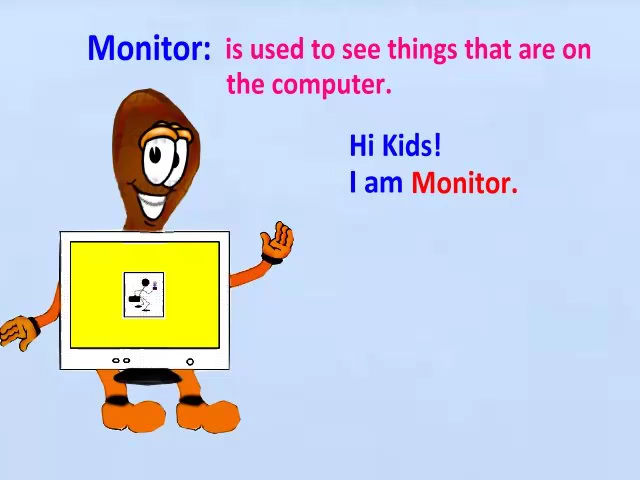 Monitor: is used to see things that are on
the computer.
Hi Kids!
I am Monitor.